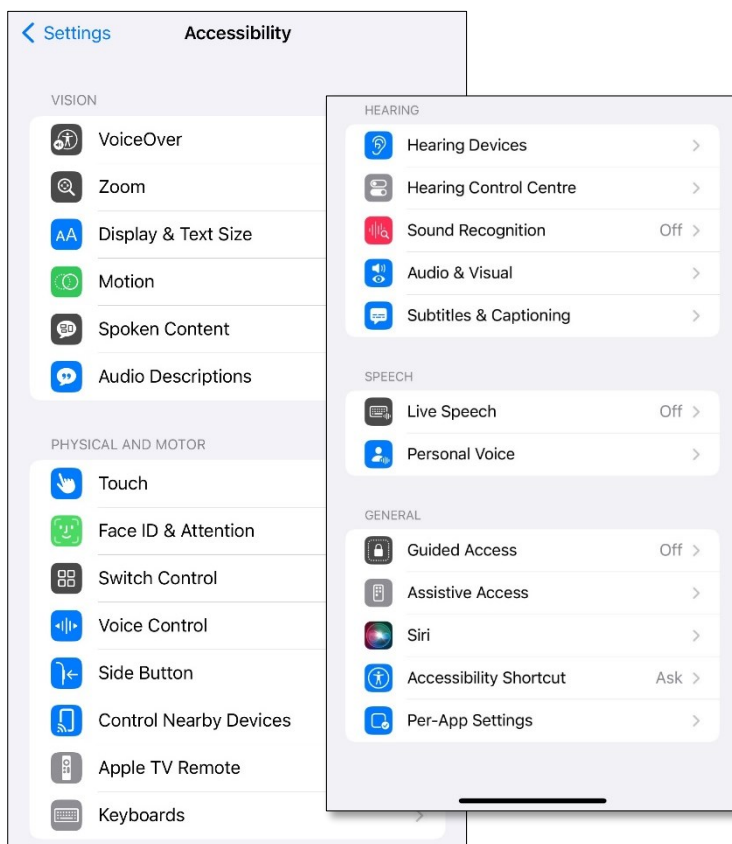 Settings
Accessibility
VISION
VoiceOver
Zoom
AA Display & Text Size
Motion
Spoken Content
Audio Descriptions
PHYSICAL AND MOTOR
Touch
Face ID & Attention
Switch Control
Voice Control
Side Button
Control Nearby Devices
Apple TV Remote
Keyboards
HEARING
Hearing Devices
Hearing Control Centre
Sound Recognition Off
Audio & Visual
Subtitles & Captioning
SPEECH
Live Speech Off
Personal Voice
GENERAL
Guided Access Off
Assistive Access
Siri
Accessibility Shortcut Ask
Per-App Settings